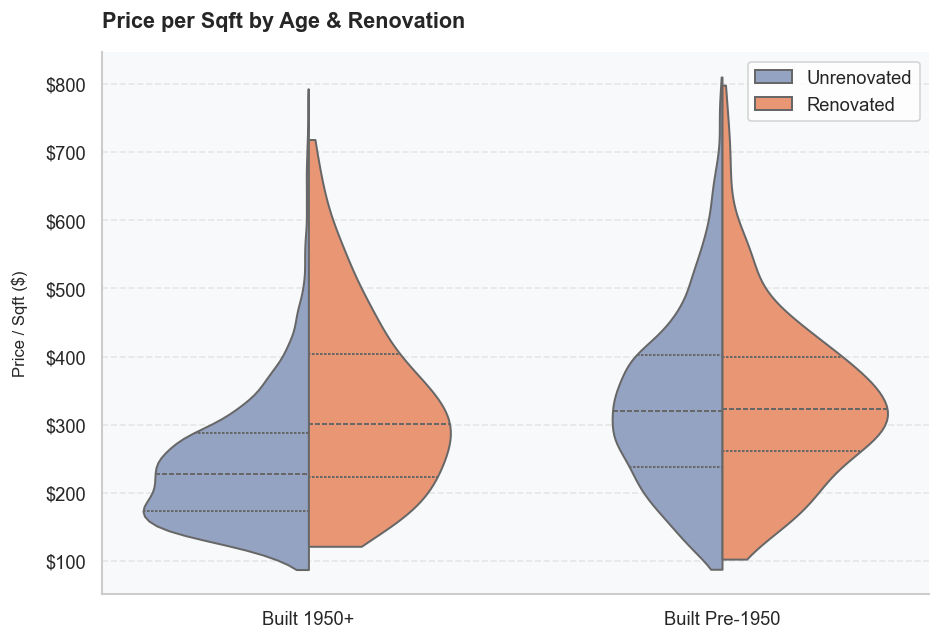 Price per Sqft by Age & Renovation
Unrenovated
Renovated
Price / Sqft ($)
$800
$700
$600
$500
$400
$300
$200
$100
Built 1950+
Built Pre-1950